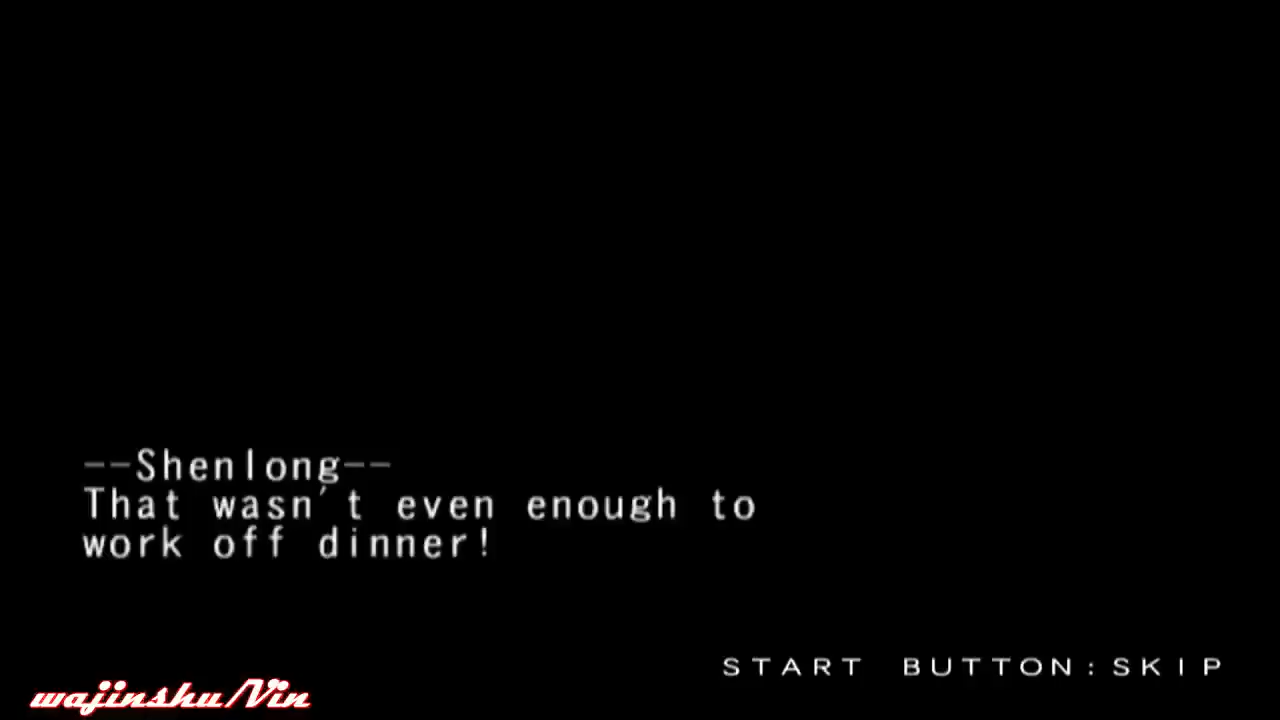 --Shenlong--
That wasn't even enough to
work off dinner!
START BUTTON:SKIP
wajinshu/Vin